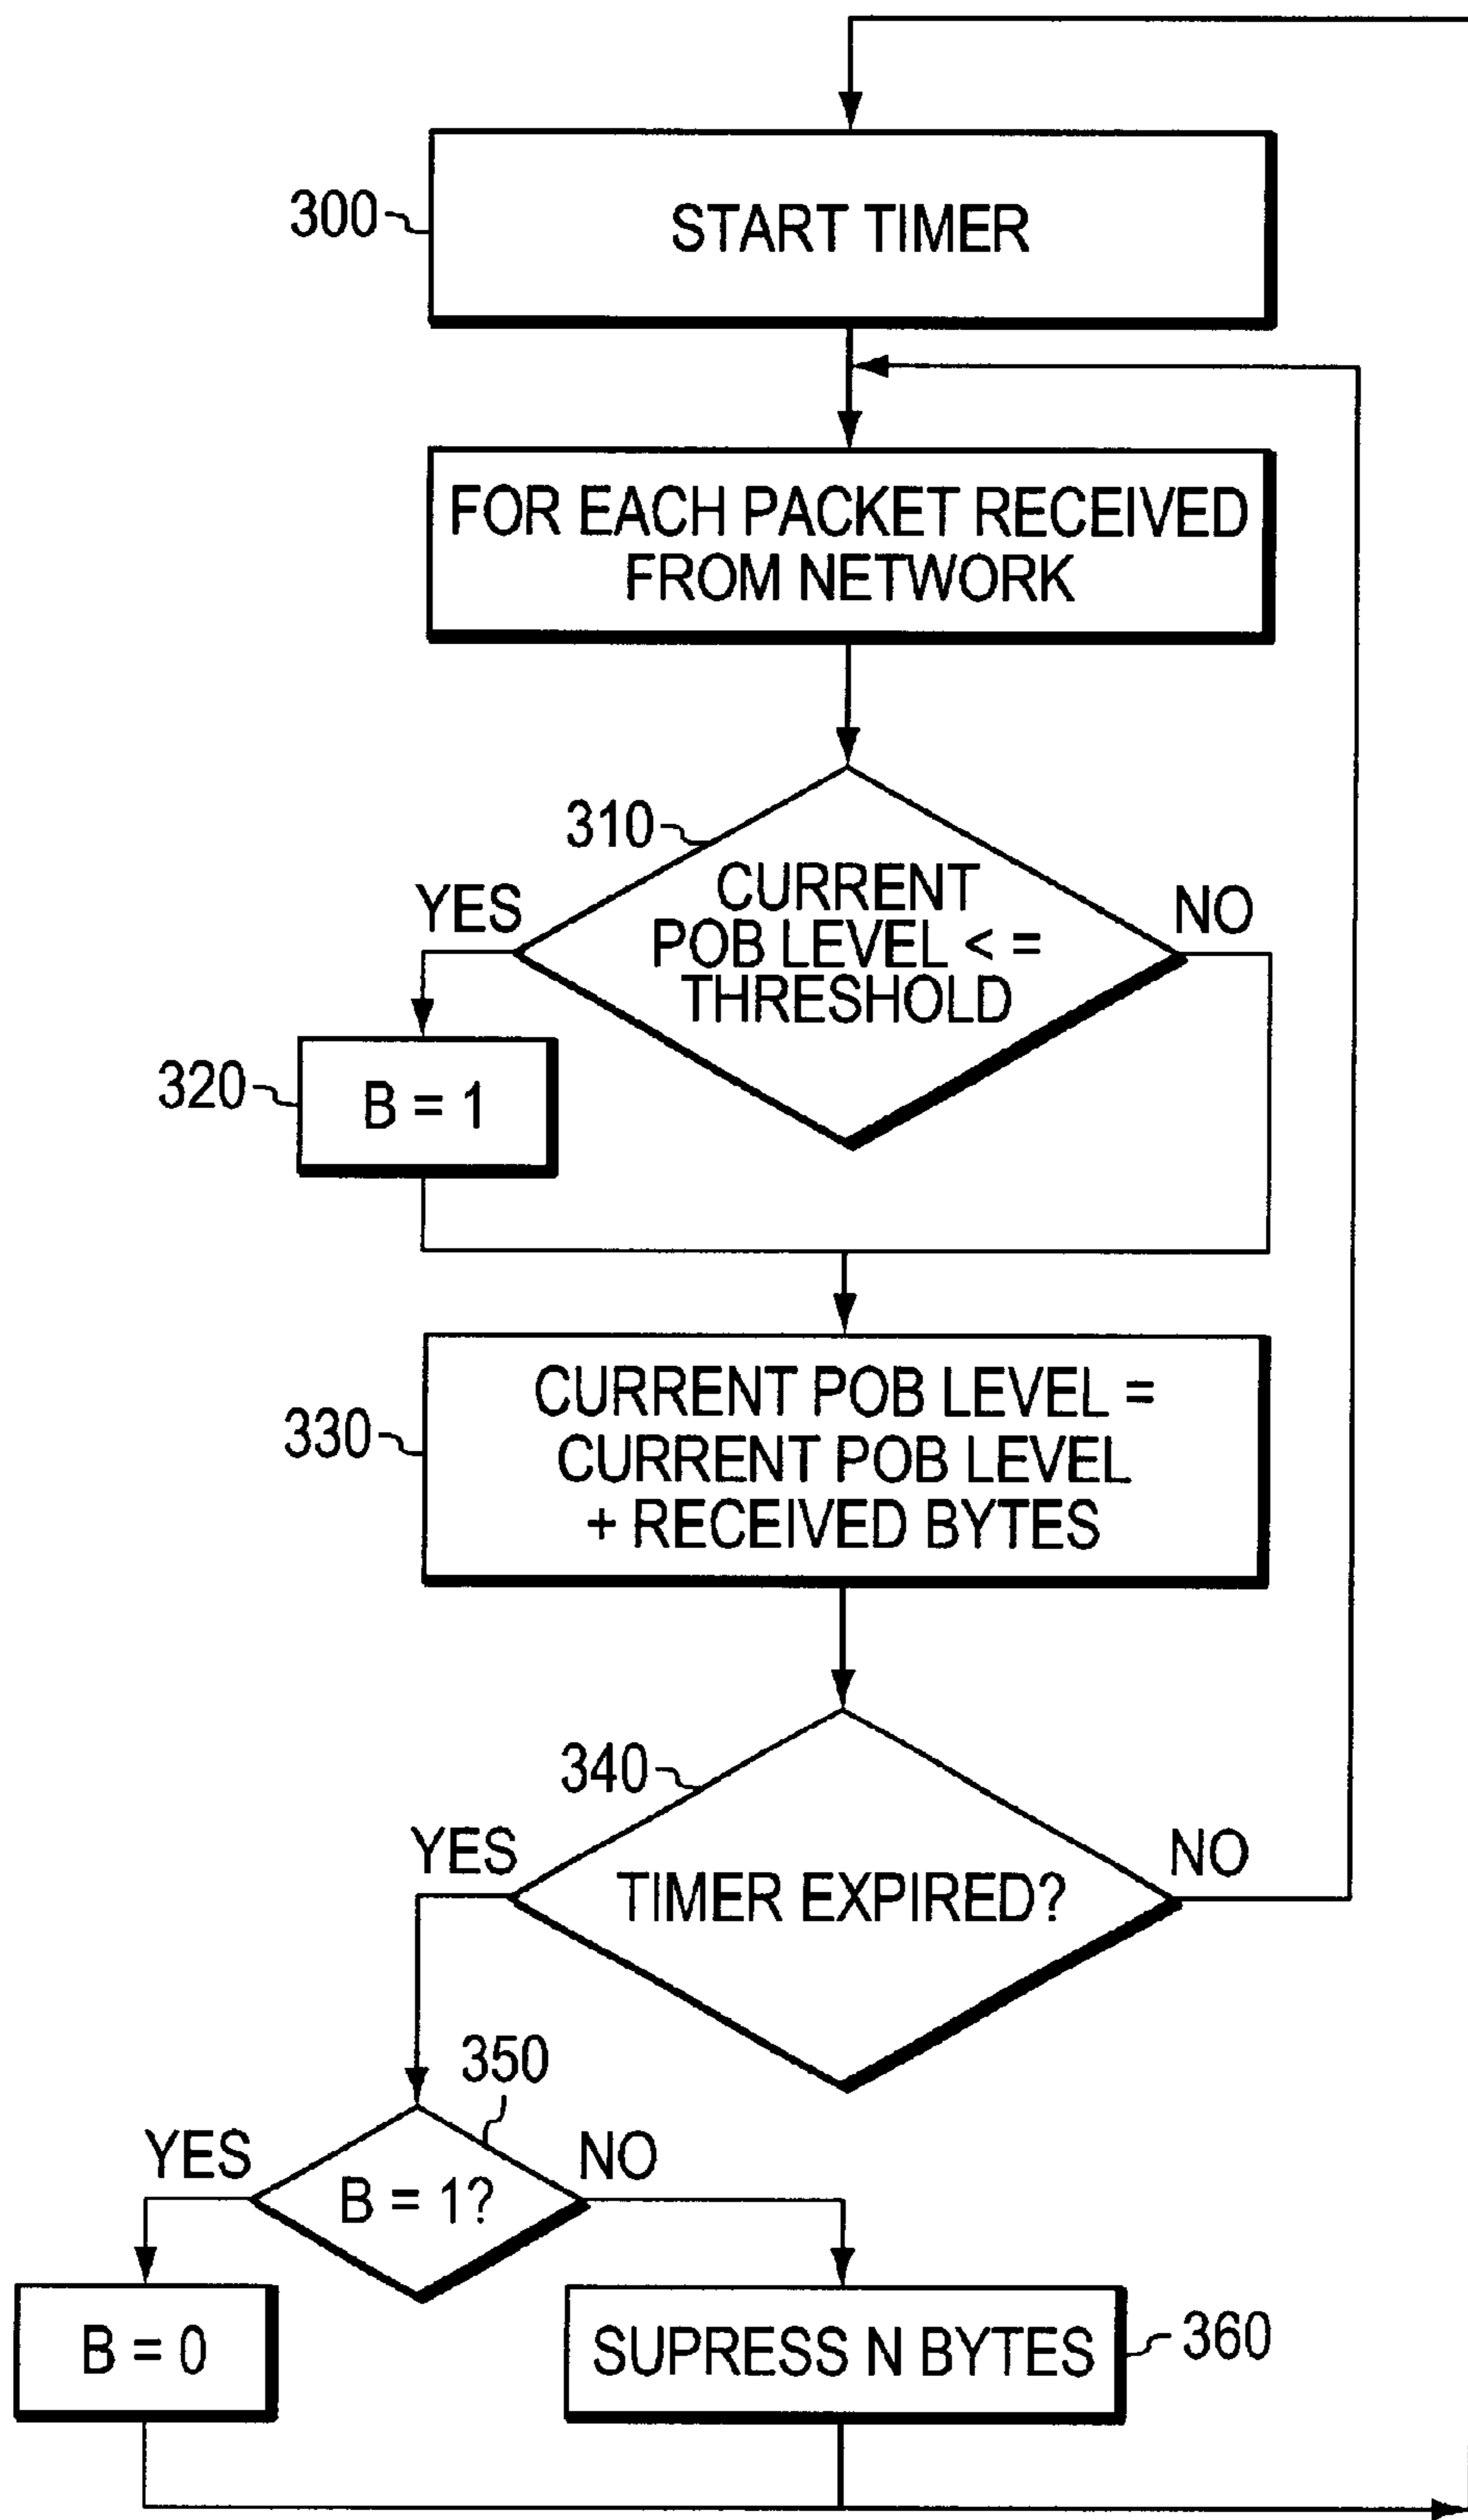 300
START TIMER
FOR EACH PACKET RECEIVED
FROM NETWORK
310
YES
CURRENT
POB LEVEL < =
THRESHOLD
NO
320
B = 1
330
CURRENT POB LEVEL =
CURRENT POB LEVEL
+ RECEIVED BYTES
340
YES
TIMER EXPIRED?
NO
350
YES
B = 1?
NO
B = 0
SUPRESS N BYTES
360